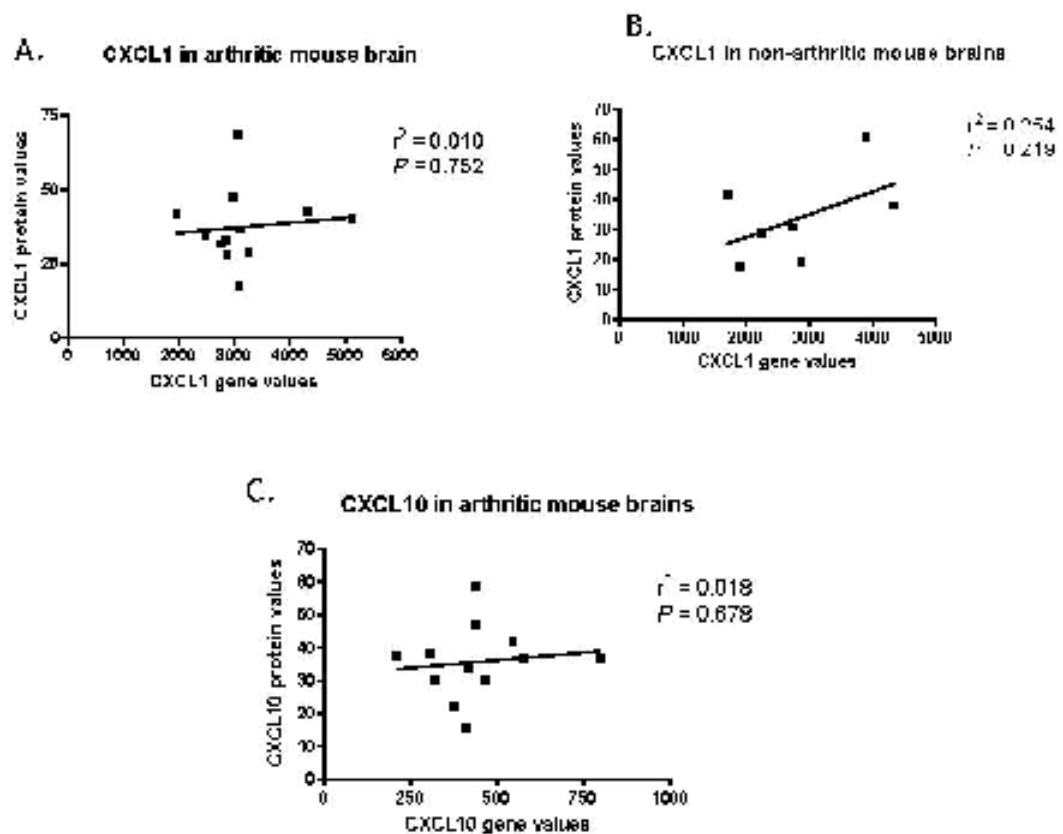 A.
CXCL1 in arthritic mouse brain
75
50
25
0
CXCL1 protein values
r² = 0.010
P = 0.752
0 1000 2000 3000 4000 5000 6000
CXCL1 gene values
B.
CXCL1 in non-arthritic mouse brains
70
60
50
40
30
20
10
0
CXCL1 protein values
= 0.219
0 1000 2000 3000 4000 5000
CXCL1 gene values
C.
CXCL10 in arthritic mouse brains
70
60
50
40
30
20
10
0
CXCL10 protein values
= 0.018
P = 0.678
0 250 500 750 1000
CXCL10 gene values